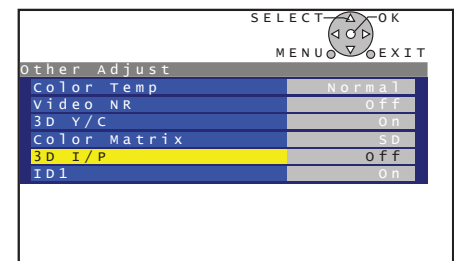 SELECT OK
MENU EXIT
Other Adjust
Color Temp Normal
Video NR Off
3D Y/C On
Color Matrix SD
3D I/P Off
ID1 On